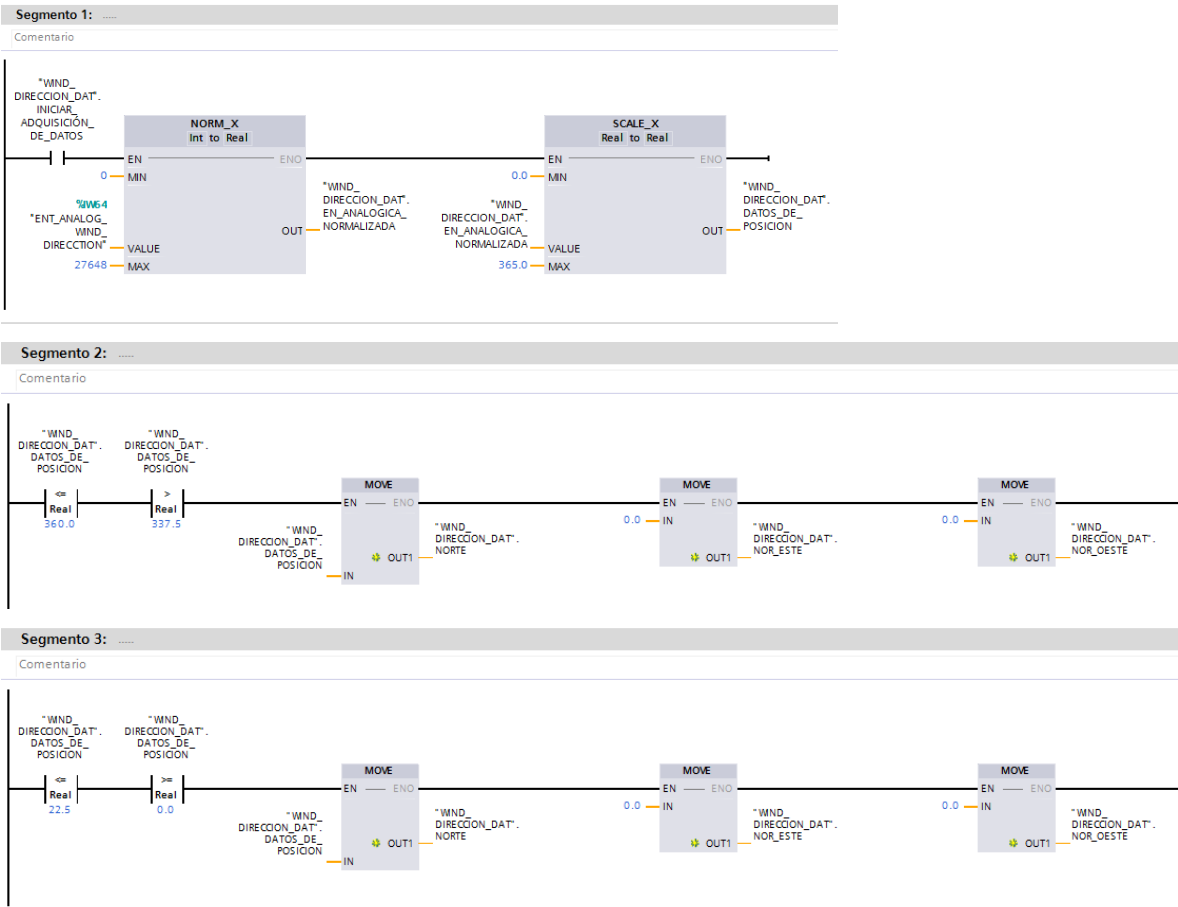 Segmento 1: .....
Comentario
"WIND_
DIRECCION_DAT".
INICIAR_
ADQUISICIÓN_
DE_DATOS
NORM_X
Int to Real
EN
ENO
0
MIN
%IW64
"ENT_ANALOG_
WIND_
DIRECCTION"
VALUE
27648
MAX
OUT
"WIND_
DIRECCION_DAT".
EN_ANALOGICA_
NORMALIZADA
SCALE_X
Real to Real
EN
ENO
0.0
MIN
"WIND_
DIRECCION_DAT".
EN_ANALOGICA_
NORMALIZADA
VALUE
365.0
MAX
OUT
"WIND_
DIRECCION_DAT".
DATOS_DE_
POSICION
Segmento 2: .....
Comentario
"WIND_
DIRECCION_DAT".
DATOS_DE_
POSICION
<=
Real
360.0
"WIND_
DIRECCION_DAT".
DATOS_DE_
POSICION
>
Real
337.5
MOVE
EN
ENO
"WIND_
DIRECCION_DAT".
DATOS_DE_
POSICION
IN
OUT1
"WIND_
DIRECCION_DAT".
NORTE
MOVE
EN
ENO
0.0
IN
OUT1
"WIND_
DIRECCION_DAT".
NOR_ESTE
MOVE
EN
ENO
0.0
IN
OUT1
"WIND_
DIRECCION_DAT".
NOR_OESTE
Segmento 3: .....
Comentario
"WIND_
DIRECCION_DAT".
DATOS_DE_
POSICION
<=
Real
22.5
"WIND_
DIRECCION_DAT".
DATOS_DE_
POSICION
>=
Real
0.0
MOVE
EN
ENO
"WIND_
DIRECCION_DAT".
DATOS_DE_
POSICION
IN
OUT1
"WIND_
DIRECCION_DAT".
NORTE
MOVE
EN
ENO
0.0
IN
OUT1
"WIND_
DIRECCION_DAT".
NOR_ESTE
MOVE
EN
ENO
0.0
IN
OUT1
"WIND_
DIRECCION_DAT".
NOR_OESTE